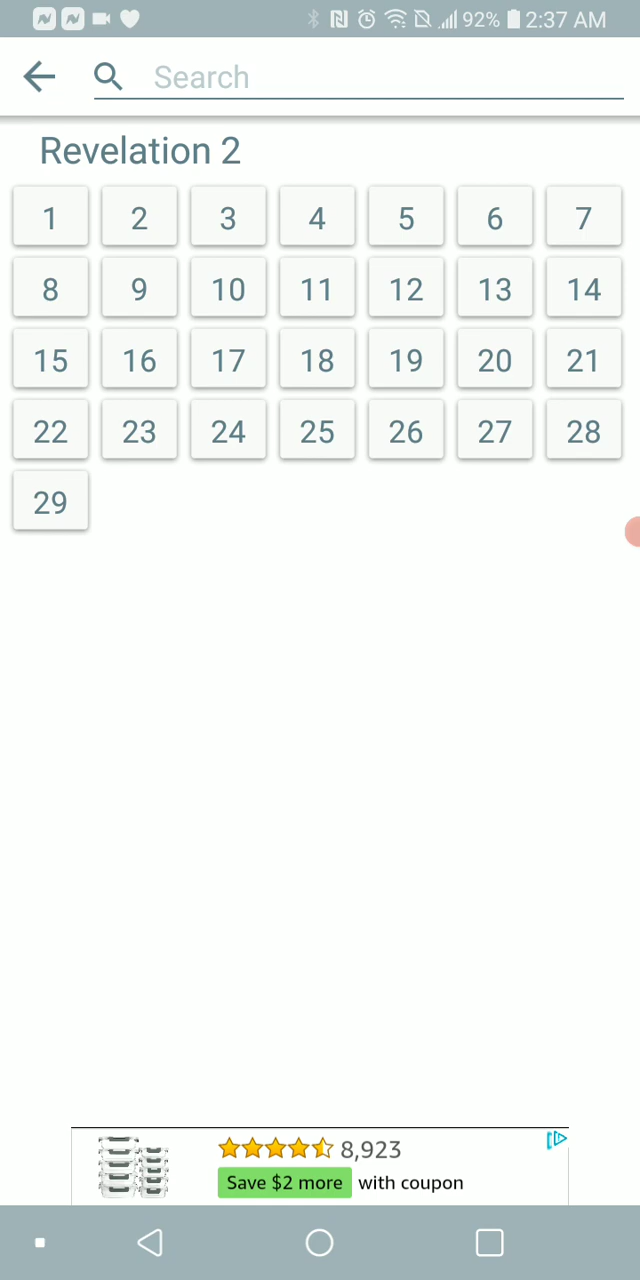 92% 2:37 AM
Search
Revelation 2
1 2 3 4 5 6 7
8 9 10 11 12 13 14
15 16 17 18 19 20 21
22 23 24 25 26 27 28
29
8,923
Save $2 more with coupon